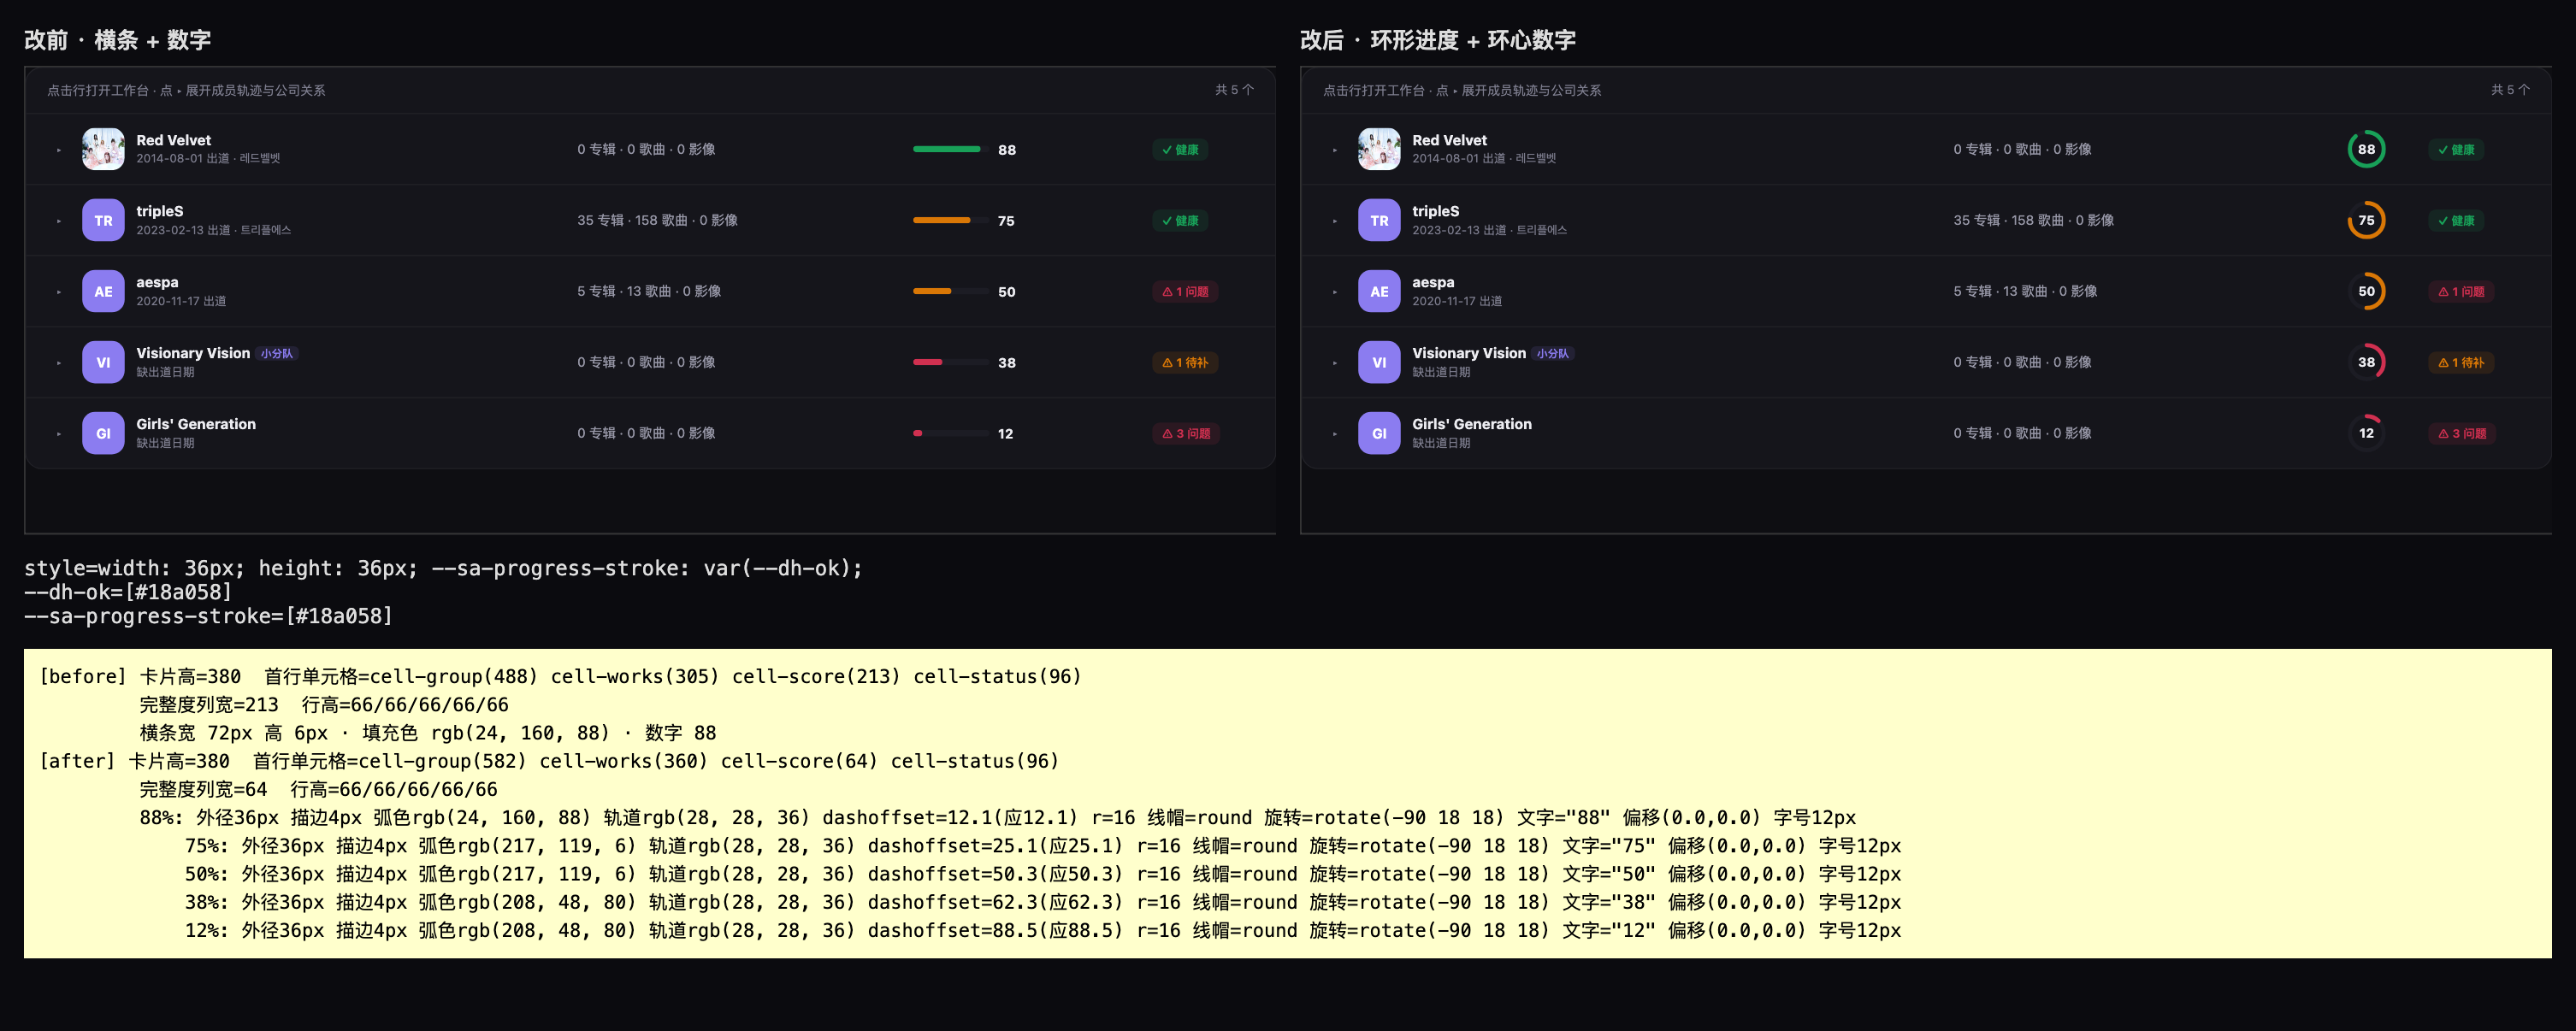 改前 · 横条 + 数字
点击行打开工作台 · 点 ▸ 展开成员轨迹与公司关系 共 5 个
▸ Red Velvet
2014-08-01 出道 · 레드벨벳
0 专辑 · 0 歌曲 · 0 影像 88 ✓ 健康
▸ TR tripleS
2023-02-13 出道 · 트리플에스
35 专辑 · 158 歌曲 · 0 影像 75 ✓ 健康
▸ AE aespa
2020-11-17 出道
5 专辑 · 13 歌曲 · 0 影像 50 ⚠ 1 问题
▸ VI Visionary Vision 小分队
缺出道日期
0 专辑 · 0 歌曲 · 0 影像 38 ⚠ 1 待补
▸ GI Girls' Generation
缺出道日期
0 专辑 · 0 歌曲 · 0 影像 12 ⚠ 3 问题
改后 · 环形进度 + 环心数字
点击行打开工作台 · 点 ▸ 展开成员轨迹与公司关系 共 5 个
▸ Red Velvet
2014-08-01 出道 · 레드벨벳
0 专辑 · 0 歌曲 · 0 影像 88 ✓ 健康
▸ TR tripleS
2023-02-13 出道 · 트리플에스
35 专辑 · 158 歌曲 · 0 影像 75 ✓ 健康
▸ AE aespa
2020-11-17 出道
5 专辑 · 13 歌曲 · 0 影像 50 ⚠ 1 问题
▸ VI Visionary Vision 小分队
缺出道日期
0 专辑 · 0 歌曲 · 0 影像 38 ⚠ 1 待补
▸ GI Girls' Generation
缺出道日期
0 专辑 · 0 歌曲 · 0 影像 12 ⚠ 3 问题
style=width: 36px; height: 36px; --sa-progress-stroke: var(--dh-ok);
--dh-ok=[#18a058]
--sa-progress-stroke=[#18a058]
[before] 卡片高=380 首行单元格=cell-group(488) cell-works(305) cell-score(213) cell-status(96)
完整度列宽=213 行高=66/66/66/66/66
横条宽 72px 高 6px · 填充色 rgb(24, 160, 88) · 数字 88
[after] 卡片高=380 首行单元格=cell-group(582) cell-works(360) cell-score(64) cell-status(96)
完整度列宽=64 行高=66/66/66/66/66
88%: 外径36px 描边4px 弧色rgb(24, 160, 88) 轨道rgb(28, 28, 36) dashoffset=12.1(应12.1) r=16 线帽=round 旋转=rotate(-90 18 18) 文字="88" 偏移(0.0,0.0) 字号12px
75%: 外径36px 描边4px 弧色rgb(217, 119, 6) 轨道rgb(28, 28, 36) dashoffset=25.1(应25.1) r=16 线帽=round 旋转=rotate(-90 18 18) 文字="75" 偏移(0.0,0.0) 字号12px
50%: 外径36px 描边4px 弧色rgb(217, 119, 6) 轨道rgb(28, 28, 36) dashoffset=50.3(应50.3) r=16 线帽=round 旋转=rotate(-90 18 18) 文字="50" 偏移(0.0,0.0) 字号12px
38%: 外径36px 描边4px 弧色rgb(208, 48, 80) 轨道rgb(28, 28, 36) dashoffset=62.3(应62.3) r=16 线帽=round 旋转=rotate(-90 18 18) 文字="38" 偏移(0.0,0.0) 字号12px
12%: 外径36px 描边4px 弧色rgb(208, 48, 80) 轨道rgb(28, 28, 36) dashoffset=88.5(应88.5) r=16 线帽=round 旋转=rotate(-90 18 18) 文字="12" 偏移(0.0,0.0) 字号12px